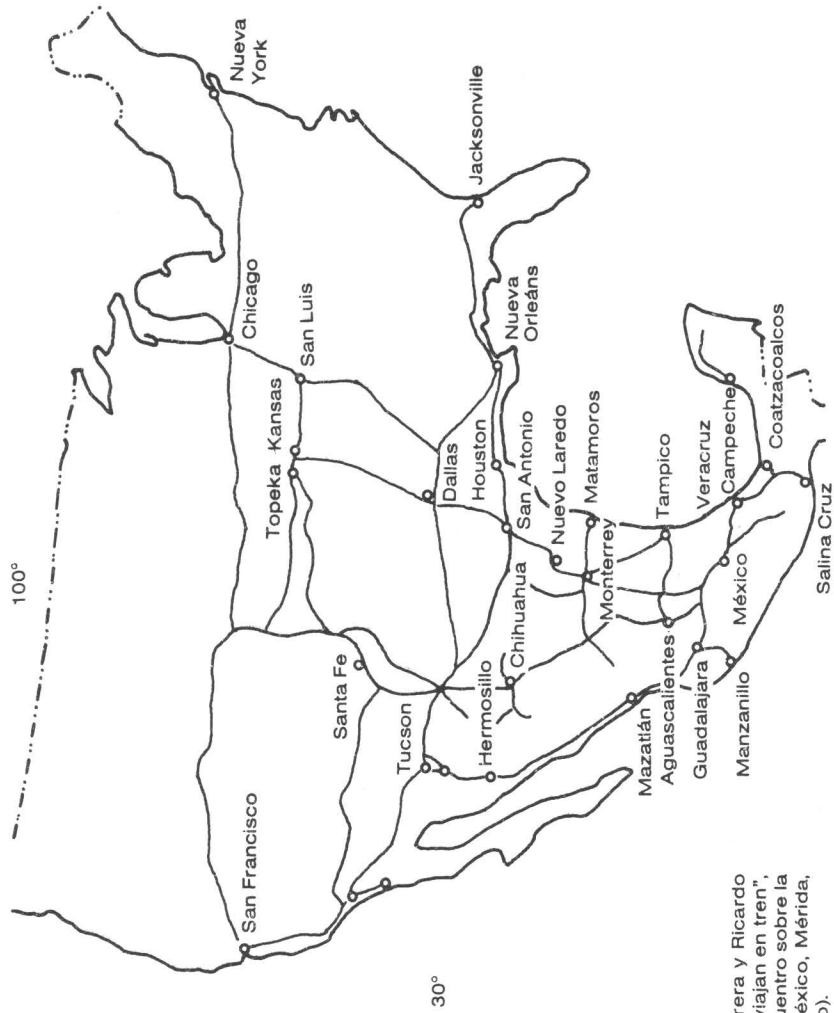 100°
Nueva
York
Chicago
San Luis
Kansas
Topeka
Jacksonville
San Francisco
Santa Fe
Dallas
Nueva
Orleáns
Houston
San Antonio
Tucson
30°
Nuevo Laredo
Matamoros
Hermosillo
Chihuahua
Monterrey
Tampico
Veracruz
Campeche
Coatzacoalcos
Mazatlán
Aguascalientes
Guadalajara
México
Manzanillo
Salina Cruz
rera y Ricardo
viajan en tren",
uentro sobre la
éxico, Mérida,
o).